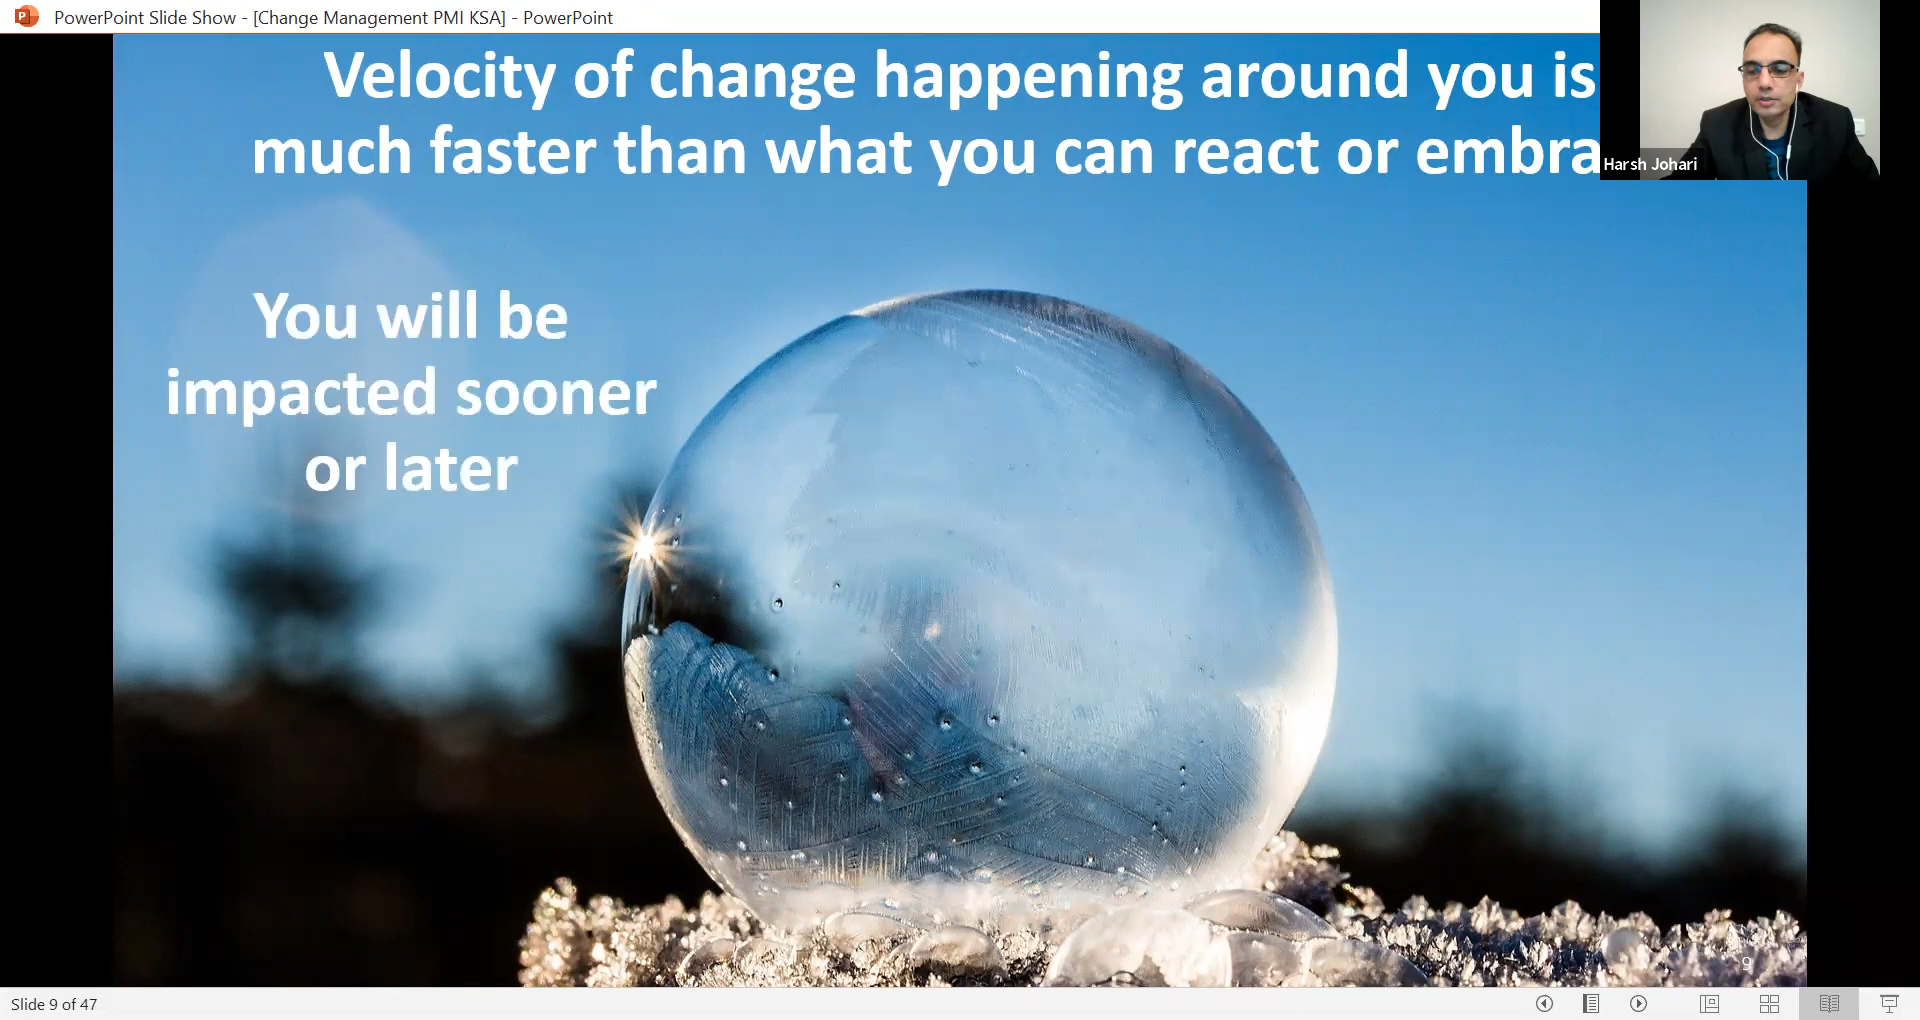 PowerPoint Slide Show - [Change Management PMI KSA] - PowerPoint
Velocity of change happening around you is
much faster than what you can react or embra
Harsh Johari
You will be
impacted sooner
or later
9
Slide 9 of 47